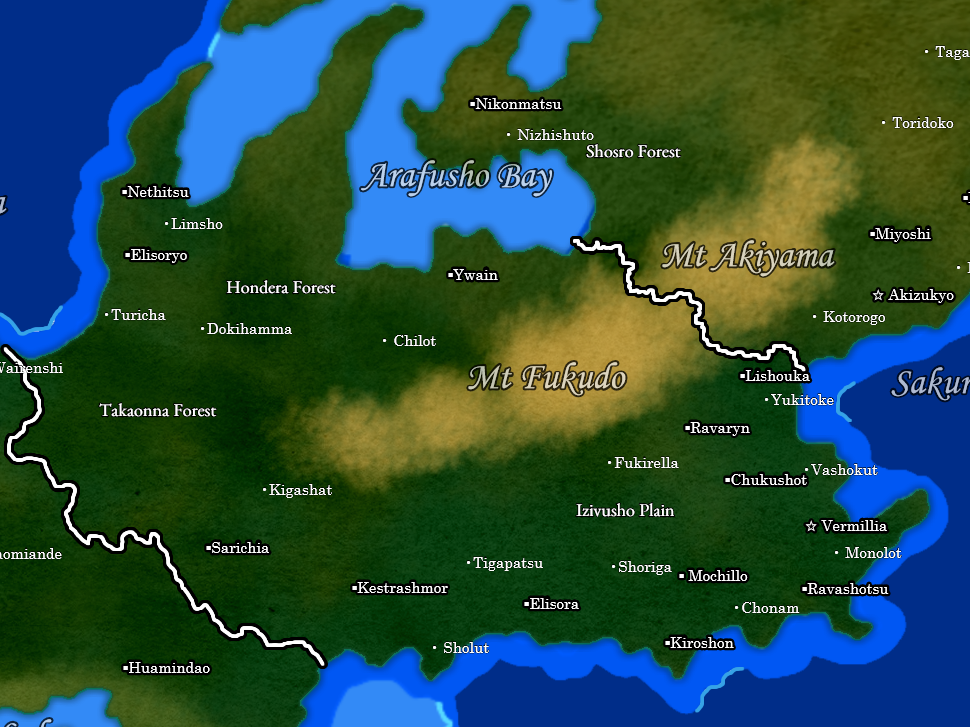 Taga
Nikonmatsu
Toridoko
Nizhishuto
Shosro Forest
Arafusho Bay
Nethitsu
Limsho
Miyoshi
Elisoryo
Mt Akiyama
Ywain
Hondera Forest
Akizukyo
Turicha
Kotorogo
Dokihamma
Chilot
Wairenshi
Mt Fukudo
Lishouka
Sakur
Yukitoke
Takaonna Forest
Ravaryn
Fukirella
Vashokut
Chukushot
Kigashat
Izivusho Plain
Vermillia
Sarichia
Monolot
omiande
Tigapatsu
Shoriga
Mochillo
Kestrashmor
Ravashotsu
Elisora
Chonam
Kiroshon
Sholut
Huamindao